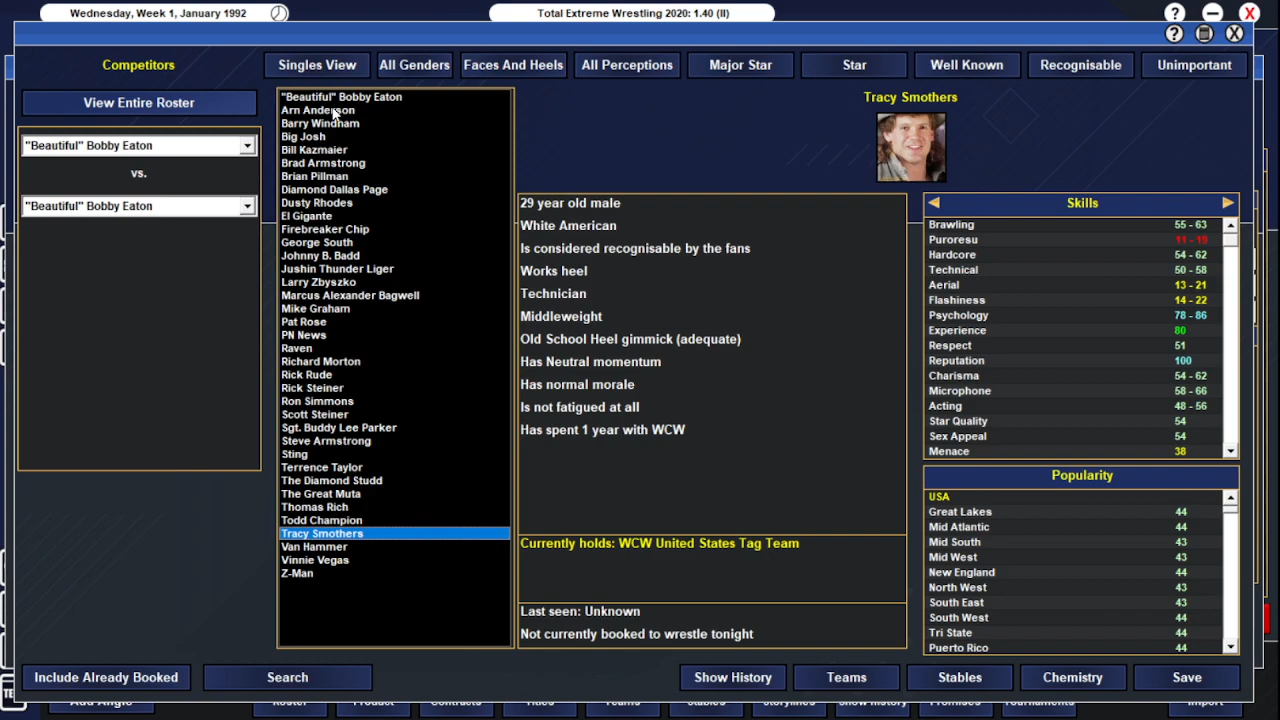 Wednesday, Week 1, January 1992
Total Extreme Wrestling 2020: 1.40 (II)
? X
? X
Competitors
Singles View
All Genders
Faces And Heels
All Perceptions
Major Star
Star
Well Known
Recognisable
Unimportant
View Entire Roster
"Beautiful" Bobby Eaton
vs.
"Beautiful" Bobby Eaton
"Beautiful" Bobby Eaton
Arn Anderson
Barry Windham
Big Josh
Bill Kazmaier
Brad Armstrong
Brian Pillman
Diamond Dallas Page
Dusty Rhodes
El Gigante
Firebreaker Chip
George South
Johnny B. Badd
Jushin Thunder Liger
Larry Zbyszko
Marcus Alexander Bagwell
Mike Graham
Pat Rose
PN News
Raven
Richard Morton
Rick Rude
Rick Steiner
Ron Simmons
Scott Steiner
Sgt. Buddy Lee Parker
Steve Armstrong
Sting
Terrence Taylor
The Diamond Studd
The Great Muta
Thomas Rich
Todd Champion
Tracy Smothers
Van Hammer
Vinnie Vegas
Z-Man
Tracy Smothers
29 year old male
White American
Is considered recognisable by the fans
Works heel
Technician
Middleweight
Old School Heel gimmick (adequate)
Has Neutral momentum
Has normal morale
Is not fatigued at all
Has spent 1 year with WCW
Currently holds: WCW United States Tag Team
Last seen: Unknown
Not currently booked to wrestle tonight
Skills
Brawling 55 - 63
Puroresu 11 - 19
Hardcore 54 - 62
Technical 50 - 58
Aerial 13 - 21
Flashiness 14 - 22
Psychology 78 - 86
Experience 80
Respect 51
Reputation 100
Charisma 54 - 62
Microphone 58 - 66
Acting 48 - 56
Star Quality 54
Sex Appeal 54
Menace 38
Popularity
USA
Great Lakes 44
Mid Atlantic 44
Mid South 43
Mid West 43
New England 44
North West 43
South East 43
South West 44
Tri State 44
Puerto Rico 44
Include Already Booked
Search
Show History
Teams
Stables
Chemistry
Save